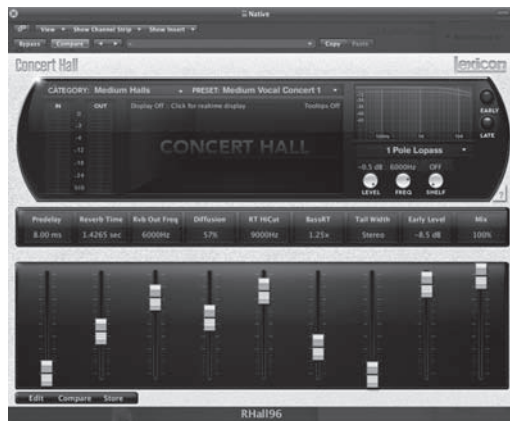 Native
View Show Channel Strip Show Insert
Bypass Compare Copy Paste
Concert Hall lexicon
CATEGORY: Medium Halls PRESET: Medium Vocal Concert 1
IN OUT Display Off : Click for realtime display Tooltips Off
0
-3
-6
-12
-18
-24
CONCERT HALL
EARLY
LATE
100Hz 1K 10K
1 Pole Lopass
-0.5 dB 6000Hz OFF
LEVEL FREQ SHELF
?
Predelay Reverb Time Rvb Out Freq Diffusion RT HiCut BassRT Tail Width Early Level Mix
8.00 ms 1.4265 sec 6000Hz 57% 9000Hz 1.25x Stereo -8.5 dB 100%
Edit Compare Store
RHall96